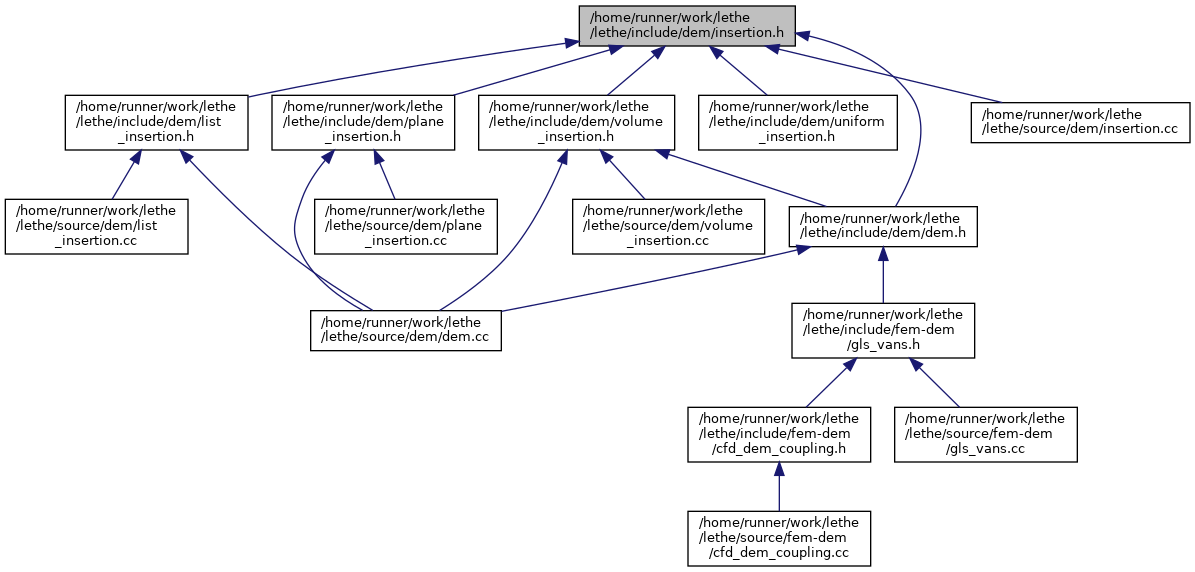 /home/runner/work/lethe
/lethe/include/dem/insertion.h
/home/runner/work/lethe
/lethe/include/dem/list
_insertion.h
/home/runner/work/lethe
/lethe/include/dem/plane
_insertion.h
/home/runner/work/lethe
/lethe/include/dem/volume
_insertion.h
/home/runner/work/lethe
/lethe/include/dem/uniform
_insertion.h
/home/runner/work/lethe
/lethe/source/dem/insertion.cc
/home/runner/work/lethe
/lethe/source/dem/list
_insertion.cc
/home/runner/work/lethe
/lethe/source/dem/plane
_insertion.cc
/home/runner/work/lethe
/lethe/source/dem/volume
_insertion.cc
/home/runner/work/lethe
/lethe/include/dem/dem.h
/home/runner/work/lethe
/lethe/source/dem/dem.cc
/home/runner/work/lethe
/lethe/include/fem-dem
/gls_vans.h
/home/runner/work/lethe
/lethe/include/fem-dem
/cfd_dem_coupling.h
/home/runner/work/lethe
/lethe/source/fem-dem
/gls_vans.cc
/home/runner/work/lethe
/lethe/source/fem-dem
/cfd_dem_coupling.cc